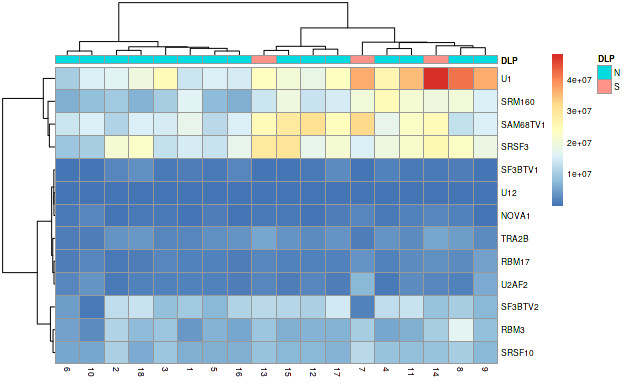 DLP
DLP
N
S
U1
SRM160
SAM68TV1
SRSF3
SF3BTV1
U12
NOVA1
TRA2B
RBM17
U2AF2
SF3BTV2
RBM3
SRSF10
4e+07
3e+07
2e+07
1e+07
6 10 2 18 3 1 5 16 13 15 12 17 7 4 11 14 8 9